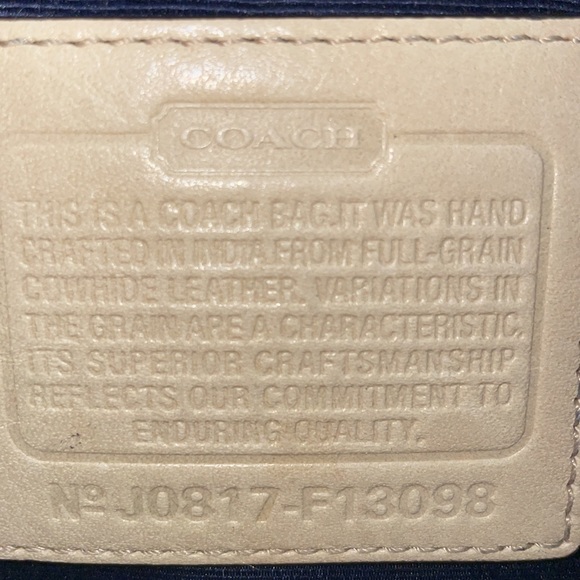 COACH
THIS IS A COACH BAG.IT WAS HAND
CRAFTED IN INDIA FROM FULL-GRAIN
COWHIDE LEATHER. VARIATIONS IN
THE GRAIN ARE A CHARACTERISTIC.
ITS SUPERIOR CRAFTSMANSHIP
REFLECTS OUR COMMITMENT TO
ENDURING QUALITY.
Nº J0817-F13098